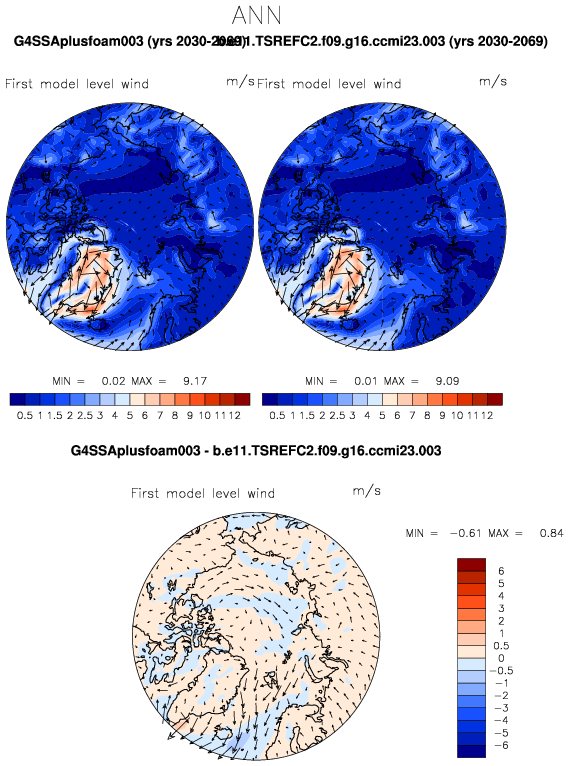 ANN
G4SSAplusfoam003 (yrs 2030-2069) b.e11.TSREFC2.f09.g16.ccmi23.003 (yrs 2030-2069)
First model level wind m/s First model level wind m/s
MIN = 0.02 MAX = 9.17 MIN = 0.01 MAX = 9.09
0.5 1 1.5 2 2.5 3 4 5 6 7 8 9 10 11 12 0.5 1 1.5 2 2.5 3 4 5 6 7 8 9 10 11 12
G4SSAplusfoam003 - b.e11.TSREFC2.f09.g16.ccmi23.003
First model level wind m/s
MIN = -0.61 MAX = 0.84
6
5
4
3
2
1
0.5
0
-0.5
-1
-2
-3
-4
-5
-6